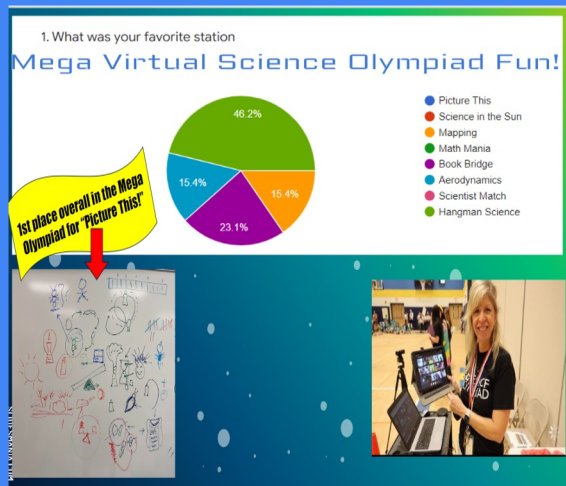 1. What was your favorite station
Mega Virtual Science Olympiad Fun!
46.2%
15.4%
15.4%
23.1%
Picture This
Science in the Sun
Mapping
Math Mania
Book Bridge
Aerodynamics
Scientist Match
Hangman Science
1st place overall in the Mega
Olympiad for "Picture This!"